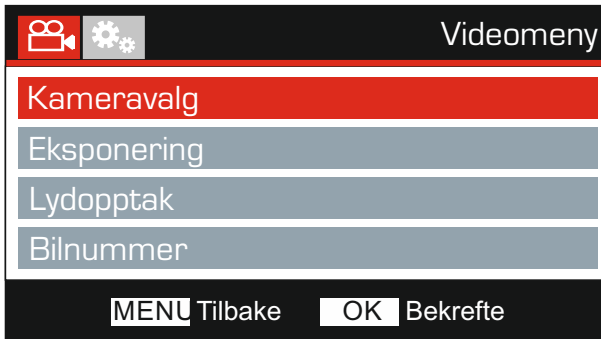 Videomeny
Kameravalg
Eksponering
Lydopptak
Bilnummer
MENU Tilbake OK Bekrefte